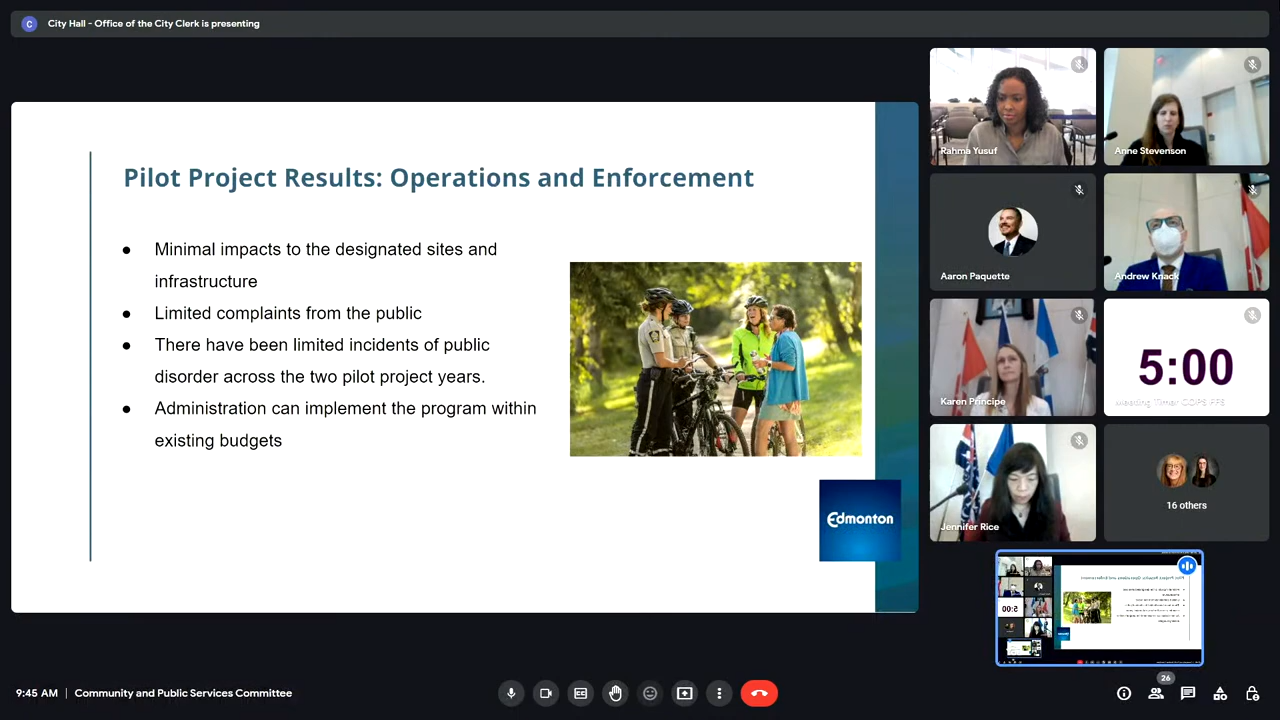 C
City Hall - Office of the City Clerk is presenting
Pilot Project Results: Operations and Enforcement
● Minimal impacts to the designated sites and
infrastructure
● Limited complaints from the public
● There have been limited incidents of public
disorder across the two pilot project years.
● Administration can implement the program within
existing budgets
Edmonton
Rahma Yusuf
Anne Stevenson
Aaron Paquette
Andrew Knack
Karen Principe
5:00
Meeting Timer
Jennifer Rice
16 others
9:45 AM | Community and Public Services Committee
26